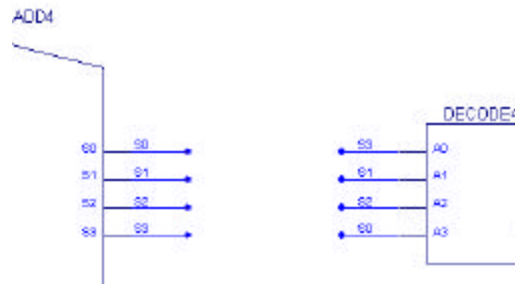 ADD4
DECODE4
S0 S0 S3 A0
S1 S1 S1 A1
S2 S2 S2 A2
S3 S3 S0 A3